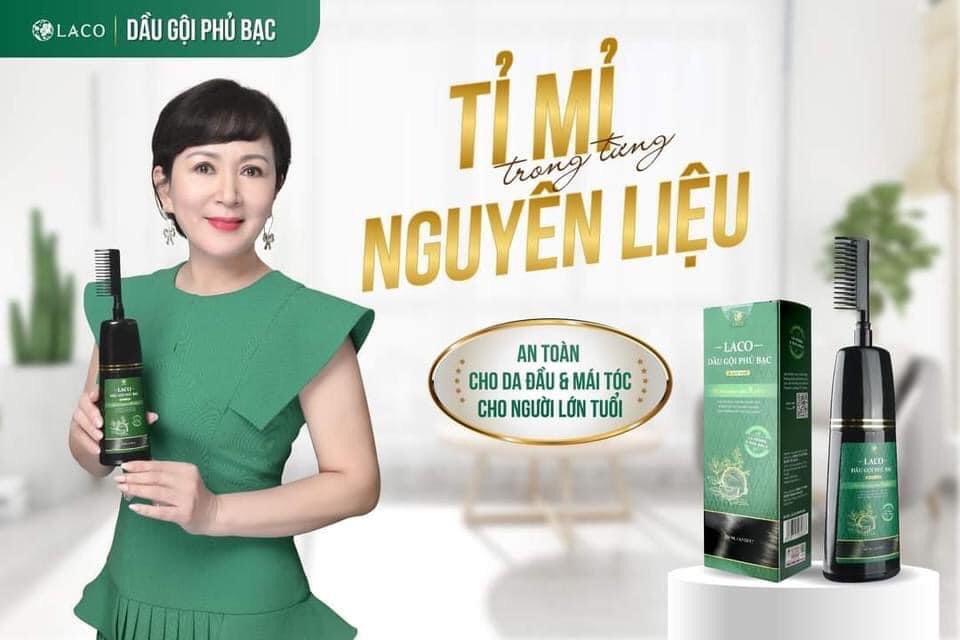 LACO | DẦU GỘI PHỦ BẠC
TỈ MỈ
trong từng
NGUYÊN LIỆU
AN TOÀN
CHO DA ĐẦU & MÁI TÓC
CHO NGƯỜI LỚN TUỔI
LACO
DẦU GỘI PHỦ BẠC
LACO
LACO
DẦU GỘI PHỦ BẠC
LACO
DẦU GỘI PHỦ BẠC